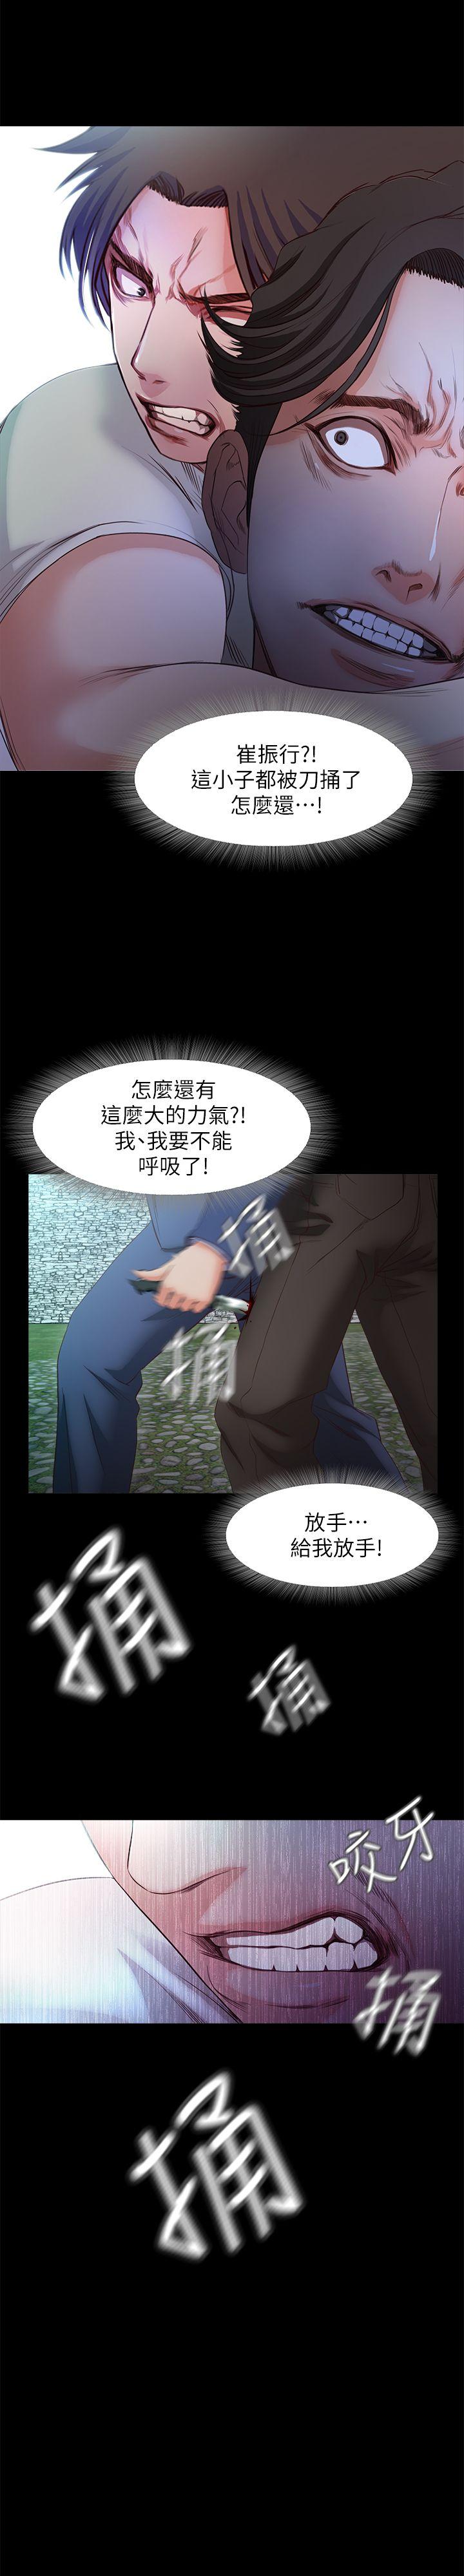 崔振行?!
這小子都被刀捅了
怎麼還…!
怎麼還有
這麼大的力氣?!
我、我要不能
呼吸了!
捅
捅
放手…
給我放手!
捅
捅
咬牙
捅
捅